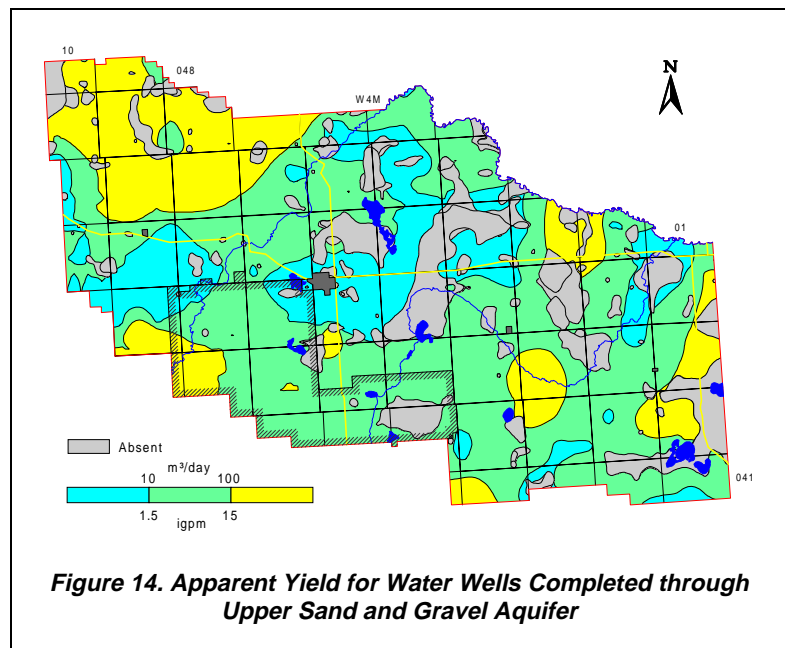 10
048
W4M
N
01
Absent
m³/day
10 100
1.5 15
igpm
041
Figure 14. Apparent Yield for Water Wells Completed through
Upper Sand and Gravel Aquifer